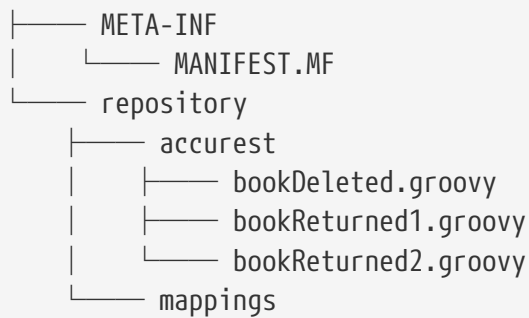 ├── META-INF
│   └── MANIFEST.MF
└── repository
    ├── accurest
    │   ├── bookDeleted.groovy
    │   ├── bookReturned1.groovy
    │   └── bookReturned2.groovy
    └── mappings